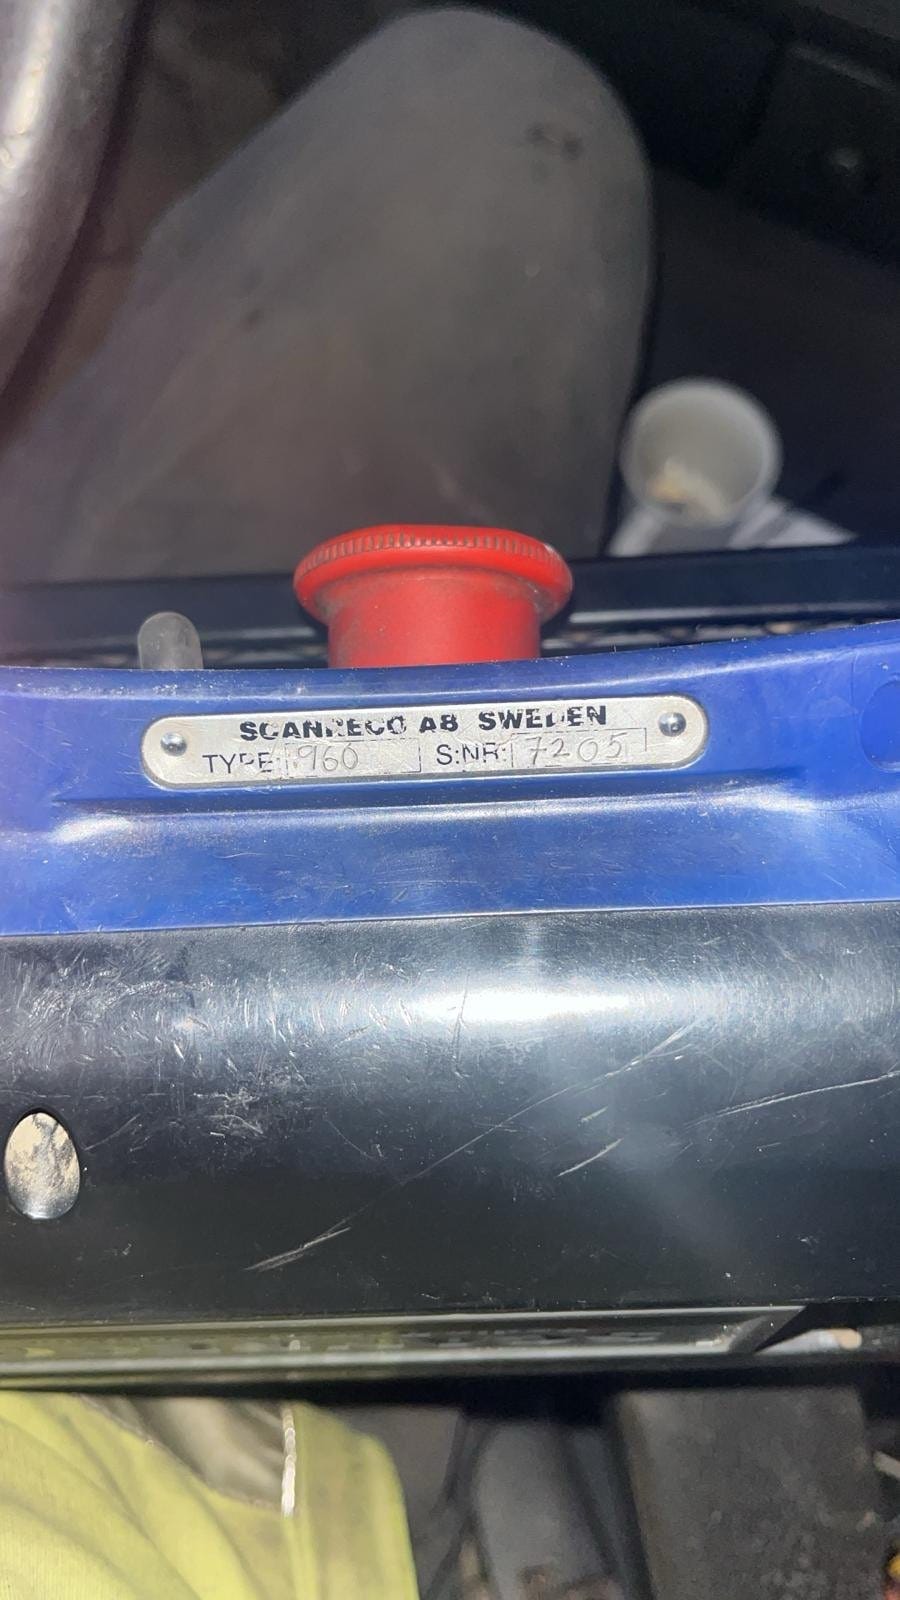 SCANRECO AB SWEDEN
TYPE: 960 S:NR: 7205